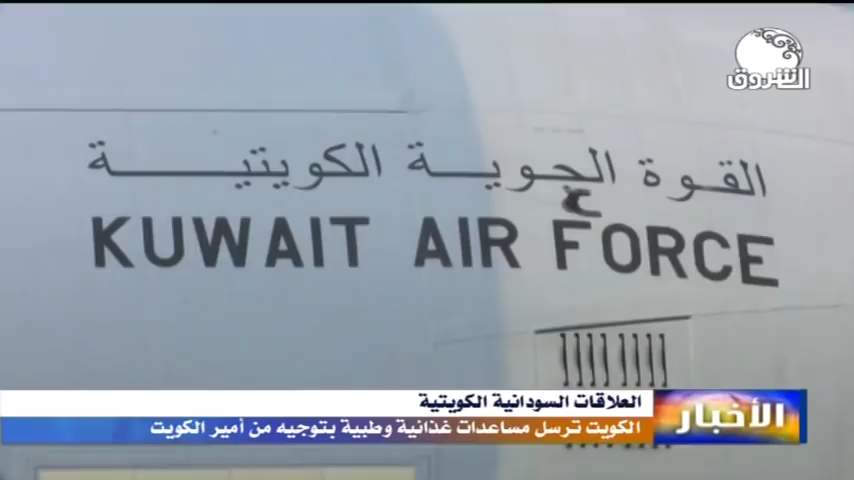 الشروق
القوة الجوية الكويتية
KUWAIT AIR FORCE
العلاقات السودانية الكويتية
الأخبار
الكويت ترسل مساعدات غذائية وطبية بتوجيه من أمير الكويت